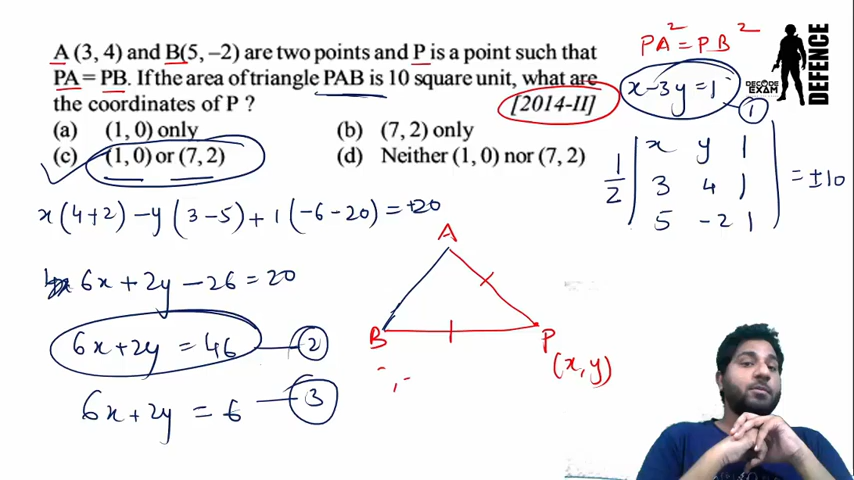 A (3, 4) and B(5, –2) are two points and P is a point such that
PA = PB. If the area of triangle PAB is 10 square unit, what are
the coordinates of P ?
[2014-II]
(a) (1, 0) only
(b) (7, 2) only
(c) (1, 0) or (7, 2)
(d) Neither (1, 0) nor (7, 2)
PA² = PB²
x-3y=1
1
DECODE
EXAM
DEFENCE
1/2 | x y 1 |
| 3 4 1 | = ±10
| 5 -2 1 |
x(4+2) -y(3-5)+1(-6-20)=+20
6x+2y-26=20
6x+2y=46
2
6x+2y=6
3
A
B
P
(x,y)